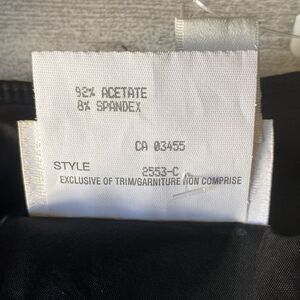 92% ACETATE
8% SPANDEX
CA 03455
STYLE 2553-C
EXCLUSIVE OF TRIM/GARNITURE NON COMPRISE